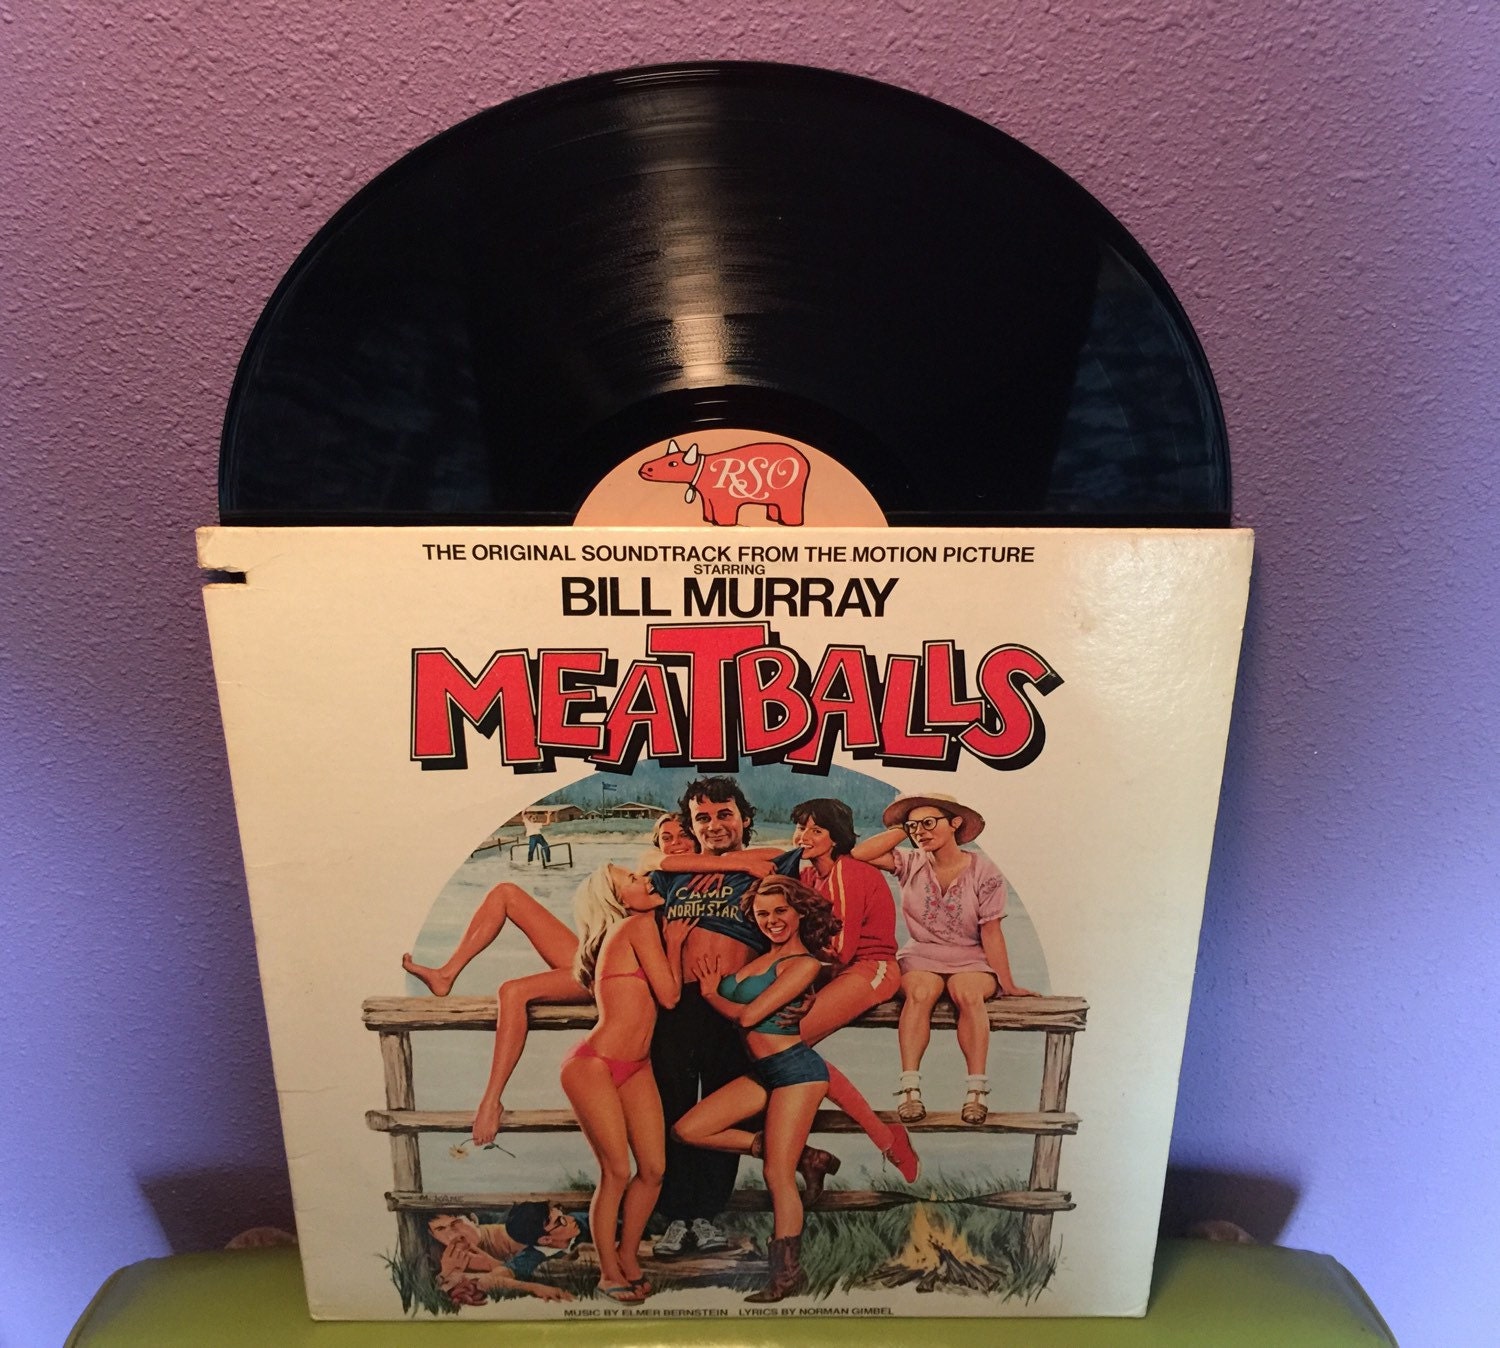 RSO
THE ORIGINAL SOUNDTRACK FROM THE MOTION PICTURE
STARRING
BILL MURRAY
MEATBALLS
CAMP
NORTHSTAR
MUSIC BY ELMER BERNSTEIN LYRICS BY NORMAN GIMBEL